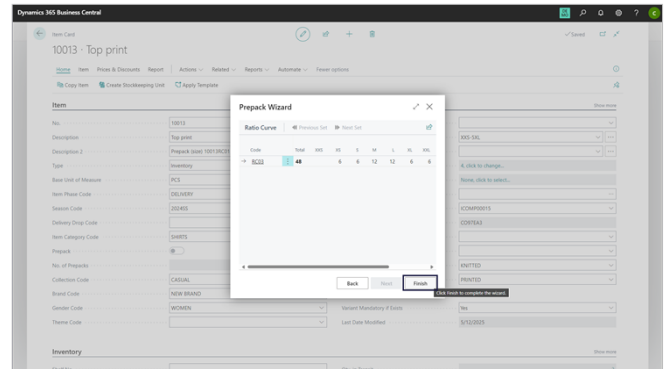 Dynamics 365 Business Central
?
C
Item Card
Saved
10013 · Top print
Home Item Prices & Discounts Report Actions Related Reports Automate Fewer options
Copy Item Create Stockkeeping Unit Apply Template
Item
Show more
No. 10013
Description Top print
XXS-5XL
Description 2
Type Inventory
6, click to change...
Base Unit of Measure PCS
None, click to select...
Item Phase Code DELIVERY
Season Code 2024SS
ICOMP00015
Delivery Drop Code
Item Category Code SHIRTS
Prepack
No. of Prepacks
KNITTED
Collection Code CASUAL
PRINTED
Brand Code NEW BRAND
Gender Code WOMEN
Variant Mandatory if Exists Yes
Theme Code
Last Date Modified 5/12/2025
Inventory
Show more
Prepack Wizard
Ratio Curve Previous Set Next Set
Code Total XXS XS S M L XL XXL
RC03 48 6 6 12 12 6 6
Back Next Finish
Click finish to complete the wizard.